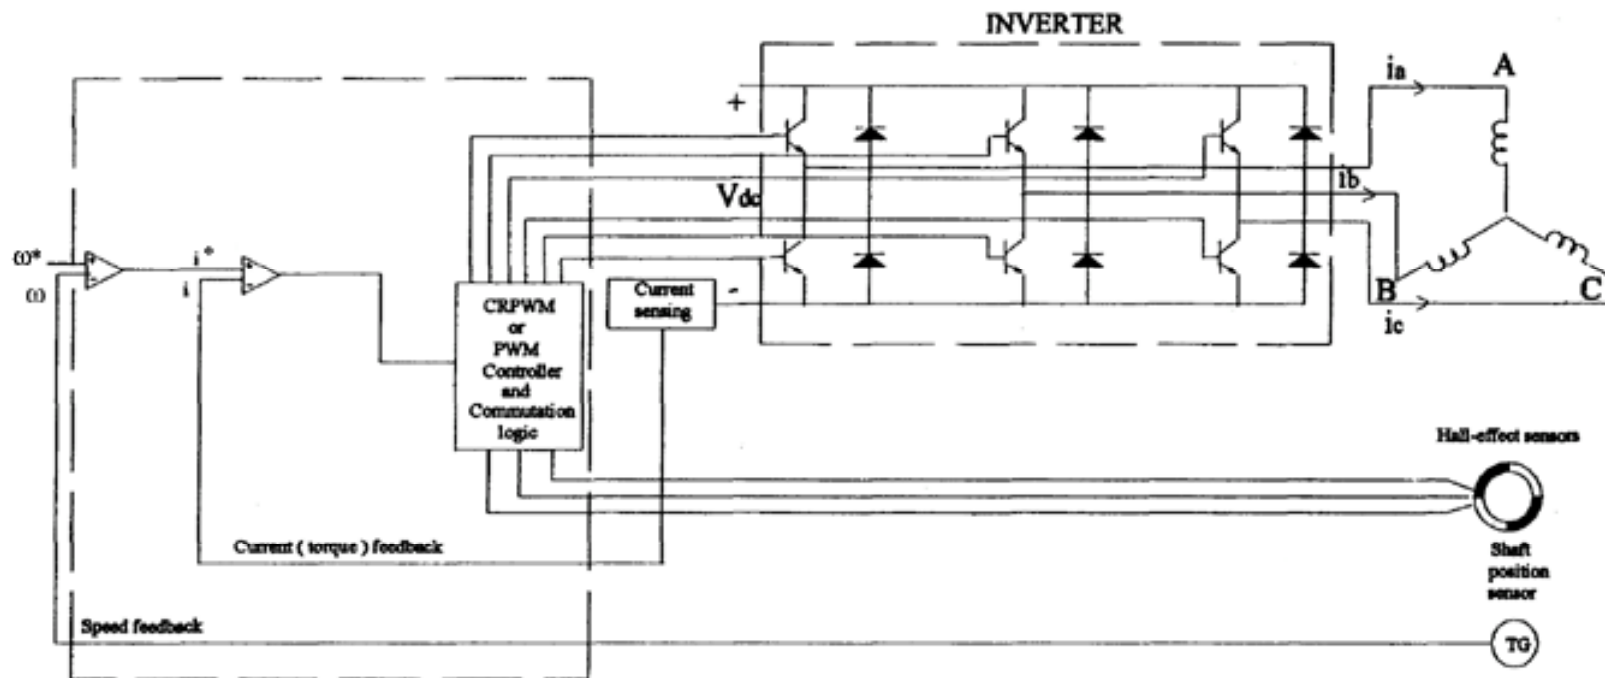 INVERTER
ia
A
+
ib
Vdc
ω*
i*
ω
i
+
-
+
-
Current
sensing
-
B
C
ic
CRPWM
or
PWM
Controller
and
Commutation
logic
Hall-effect sensors
Current ( torque ) feedback
Shaft
position
sensor
Speed feedback
TG